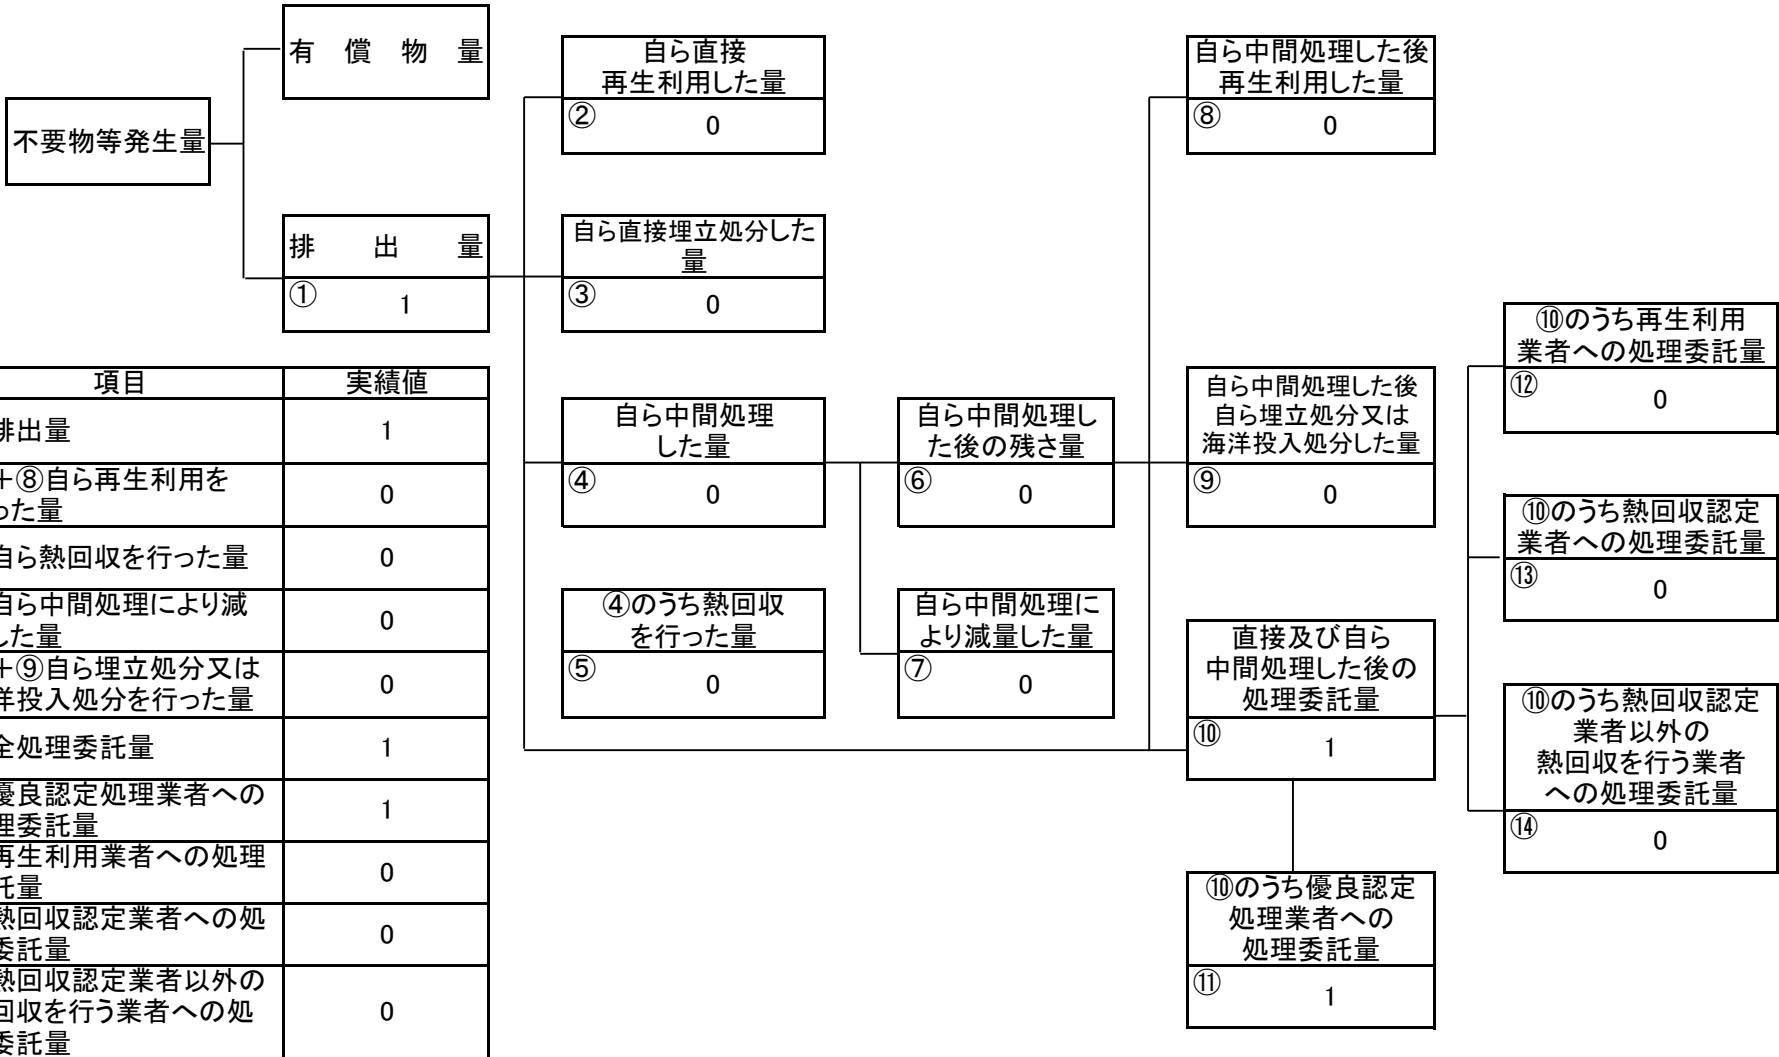 有償物量
不要物等発生量
排出量
①
1
自ら直接
再生利用した量
②
0
自ら直接埋立処分した
量
③
0
自ら中間処理
した量
④
0
④のうち熱回収
を行った量
⑤
0
自ら中間処理し
た後の残さ量
⑥
0
自ら中間処理に
より減量した量
⑦
0
自ら中間処理した後
再生利用した量
⑧
0
自ら中間処理した後
自ら埋立処分又は
海洋投入処分した量
⑨
0
直接及び自ら
中間処理した後の
処理委託量
⑩
1
⑩のうち優良認定
処理業者への
処理委託量
⑪
1
⑩のうち再生利用
業者への処理委託量
⑫
0
⑩のうち熱回収認定
業者への処理委託量
⑬
0
⑩のうち熱回収認定
業者以外の
熱回収を行う業者
への処理委託量
⑭
0
項目 実績値
排出量 1
+⑧自ら再生利用を
った量
0
自ら熱回収を行った量 0
自ら中間処理により減
した量
0
+⑨自ら埋立処分又は
洋投入処分を行った量
0
全処理委託量 1
優良認定処理業者への
理委託量
1
再生利用業者への処理
託量
0
熱回収認定業者への処
委託量
0
熱回収認定業者以外の
回収を行う業者への処
委託量
0